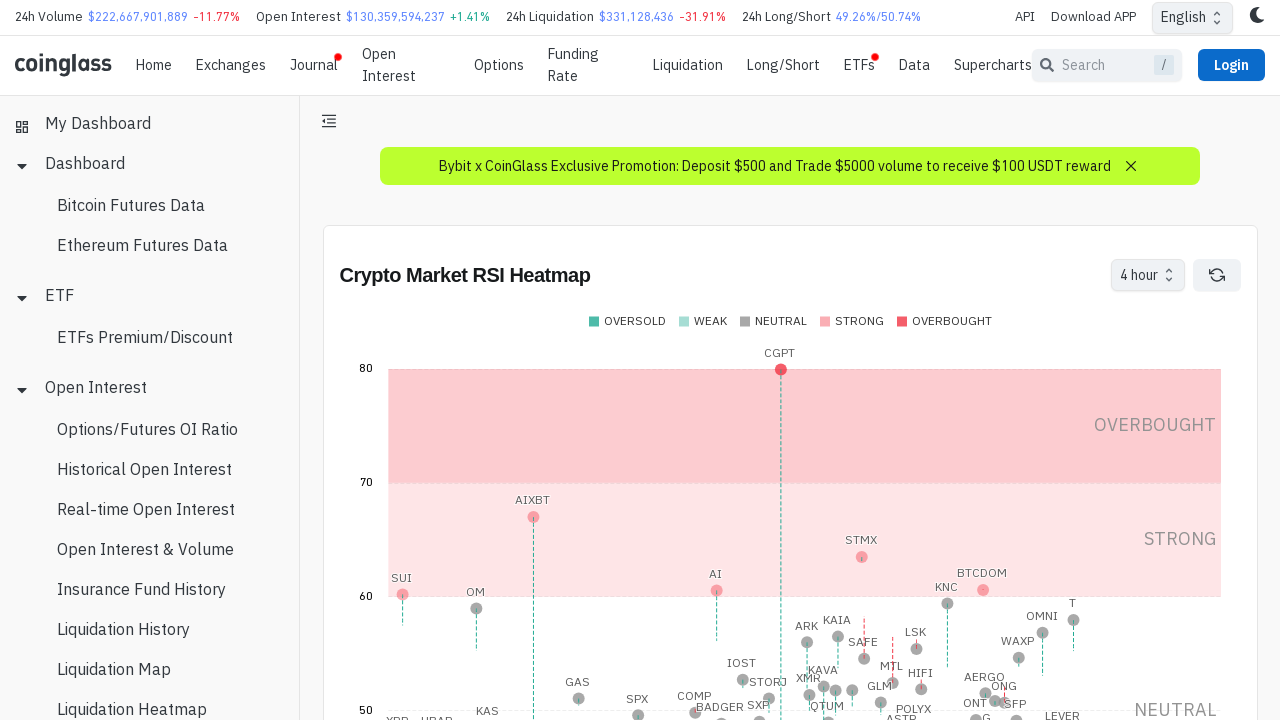 24h Volume $222,667,901,889 -11.77% Open Interest $130,359,594,237 +1.41% 24h Liquidation $331,128,436 -31.91% 24h Long/Short 49.26%/50.74% API Download APP English
coinglass Home Exchanges Journal Open Interest Options Funding Rate Liquidation Long/Short ETFs Data Supercharts Search / Login
My Dashboard
Dashboard
Bitcoin Futures Data
Ethereum Futures Data
ETF
ETFs Premium/Discount
Open Interest
Options/Futures OI Ratio
Historical Open Interest
Real-time Open Interest
Open Interest & Volume
Insurance Fund History
Liquidation History
Liquidation Map
Liquidation Heatmap
Bybit x CoinGlass Exclusive Promotion: Deposit $500 and Trade $5000 volume to receive $100 USDT reward
Crypto Market RSI Heatmap 4 hour
OVERSOLD WEAK NEUTRAL STRONG OVERBOUGHT
CGPT
80
OVERBOUGHT
70
AIXBT
STRONG
STMX
BTCDOM
AI
SUI
KNC
OM
60
T
OMNI
KAIA
ARK
LSK
SAFE
WAXP
IOST
MTL
KAVA
HIFI
AERGO
XMR
GAS
STORJ
GLM
ONG
COMP
SPX
BADGER
SXP
QTUM
ONT
SFP
POLYX
KAS
50
NEUTRAL
LEVER